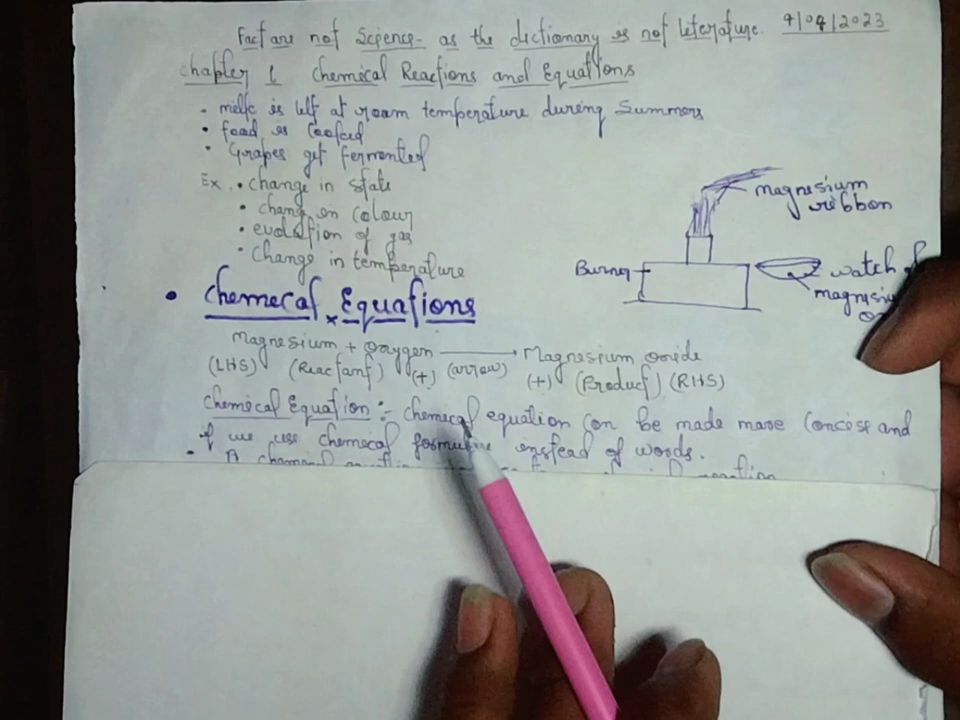 Fact are not Science - as the dictionary is not literature. 9/09/2023
Chapter 1 Chemical Reactions and Equations
• milk is left at room temperature during Summers
• food is Cooked
• Grapes get fermented
Ex. • Change in state
• Change in Colour
• evolution of gas
• Change in temperature
magnesium
ribbon
Burner
watch
magnesiu
• Chemical Equations
Magnesium + Oxygen → Magnesium oxide
(LHS) (Reactant) (+) (arrow) (+) (Product) (RHS)
Chemical Equation :- Chemical equation Can be made more Concise and
if we use Chemical formulae instead of words.
• A